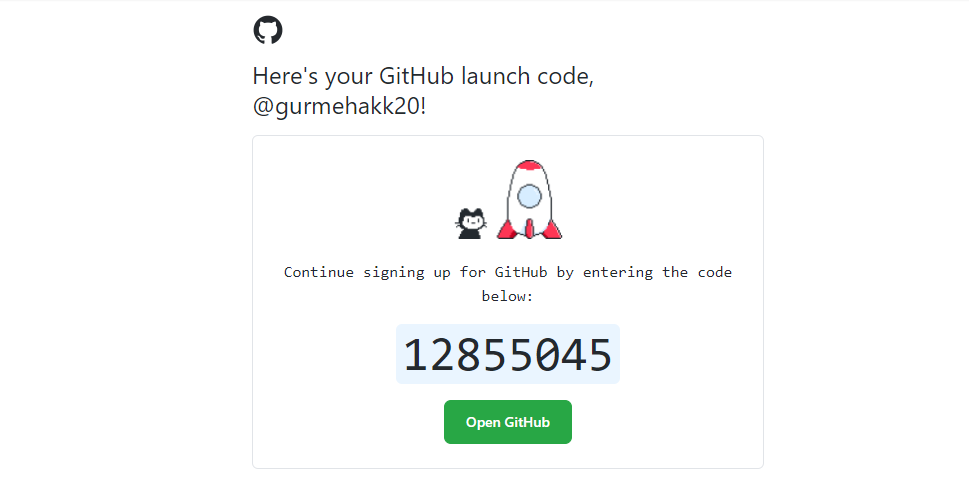 Here's your GitHub launch code,
@gurmehakk20!
Continue signing up for GitHub by entering the code
below:
12855045
Open GitHub